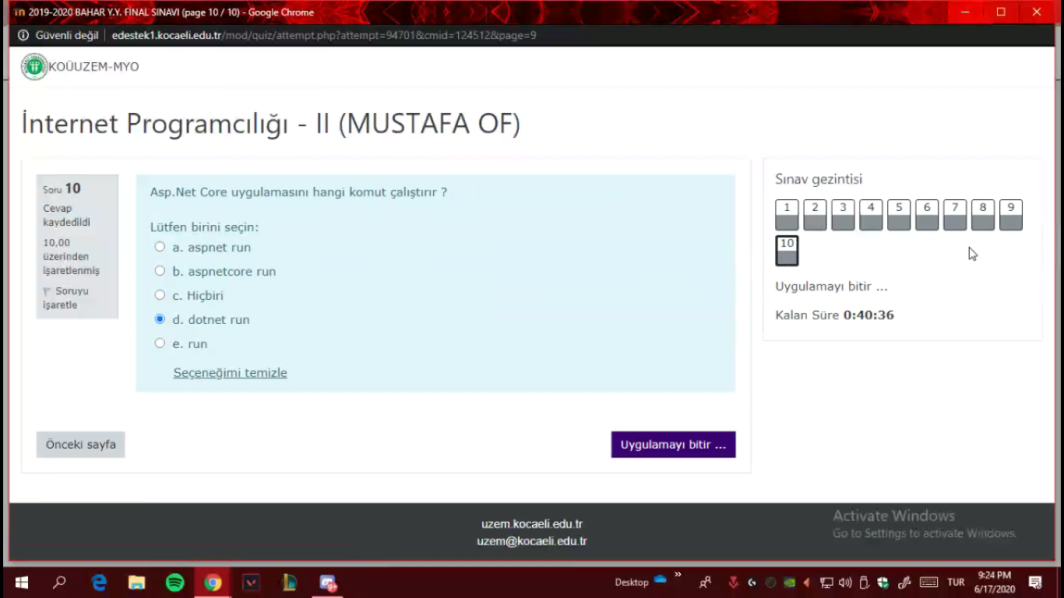 2019-2020 BAHAR Y.Y. FİNAL SINAVI (page 10 / 10) - Google Chrome
Güvenli değil | edestek1.kocaeli.edu.tr/mod/quiz/attempt.php?attempt=94701&cmid=124512&page=9
KOÜUZEM-MYO
İnternet Programcılığı - II (MUSTAFA OF)
Soru 10
Cevap
kaydedildi
10,00
üzerinden
işaretlenmiş
Soruyu
işaretle
Asp.Net Core uygulamasını hangi komut çalıştırır ?
Lütfen birini seçin:
a. aspnet run
b. aspnetcore run
c. Hiçbiri
d. dotnet run
e. run
Seçeneğimi temizle
Sınav gezintisi
1 2 3 4 5 6 7 8 9
10
Uygulamayı bitir ...
Kalan Süre 0:40:36
Önceki sayfa
Uygulamayı bitir ...
uzem.kocaeli.edu.tr
uzem@kocaeli.edu.tr
Activate Windows
Go to Settings to activate Windows.
Desktop
TUR
9:24 PM
6/17/2020